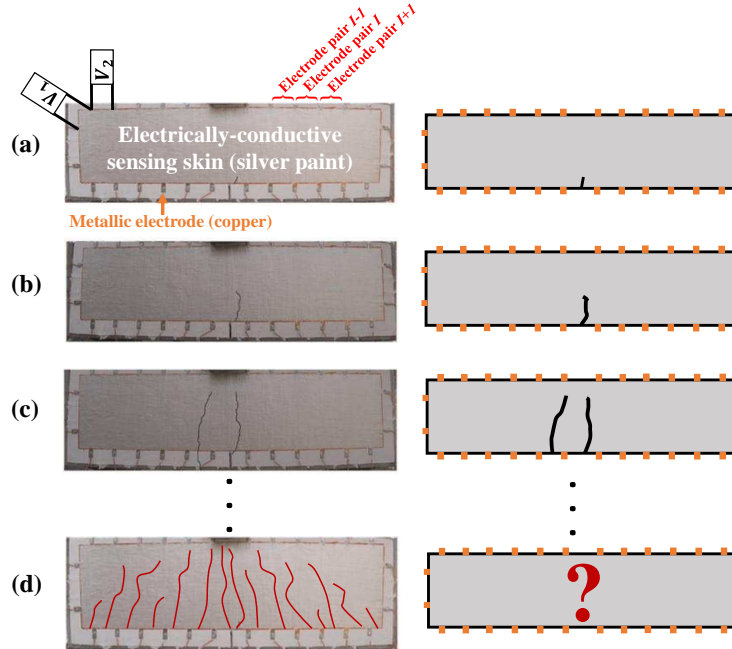 Electrode pair I-1
Electrode pair I
Electrode pair I+1
V1
V2
(a)
Electrically-conductive
sensing skin (silver paint)
Metallic electrode (copper)
(b)
(c)
(d)
?